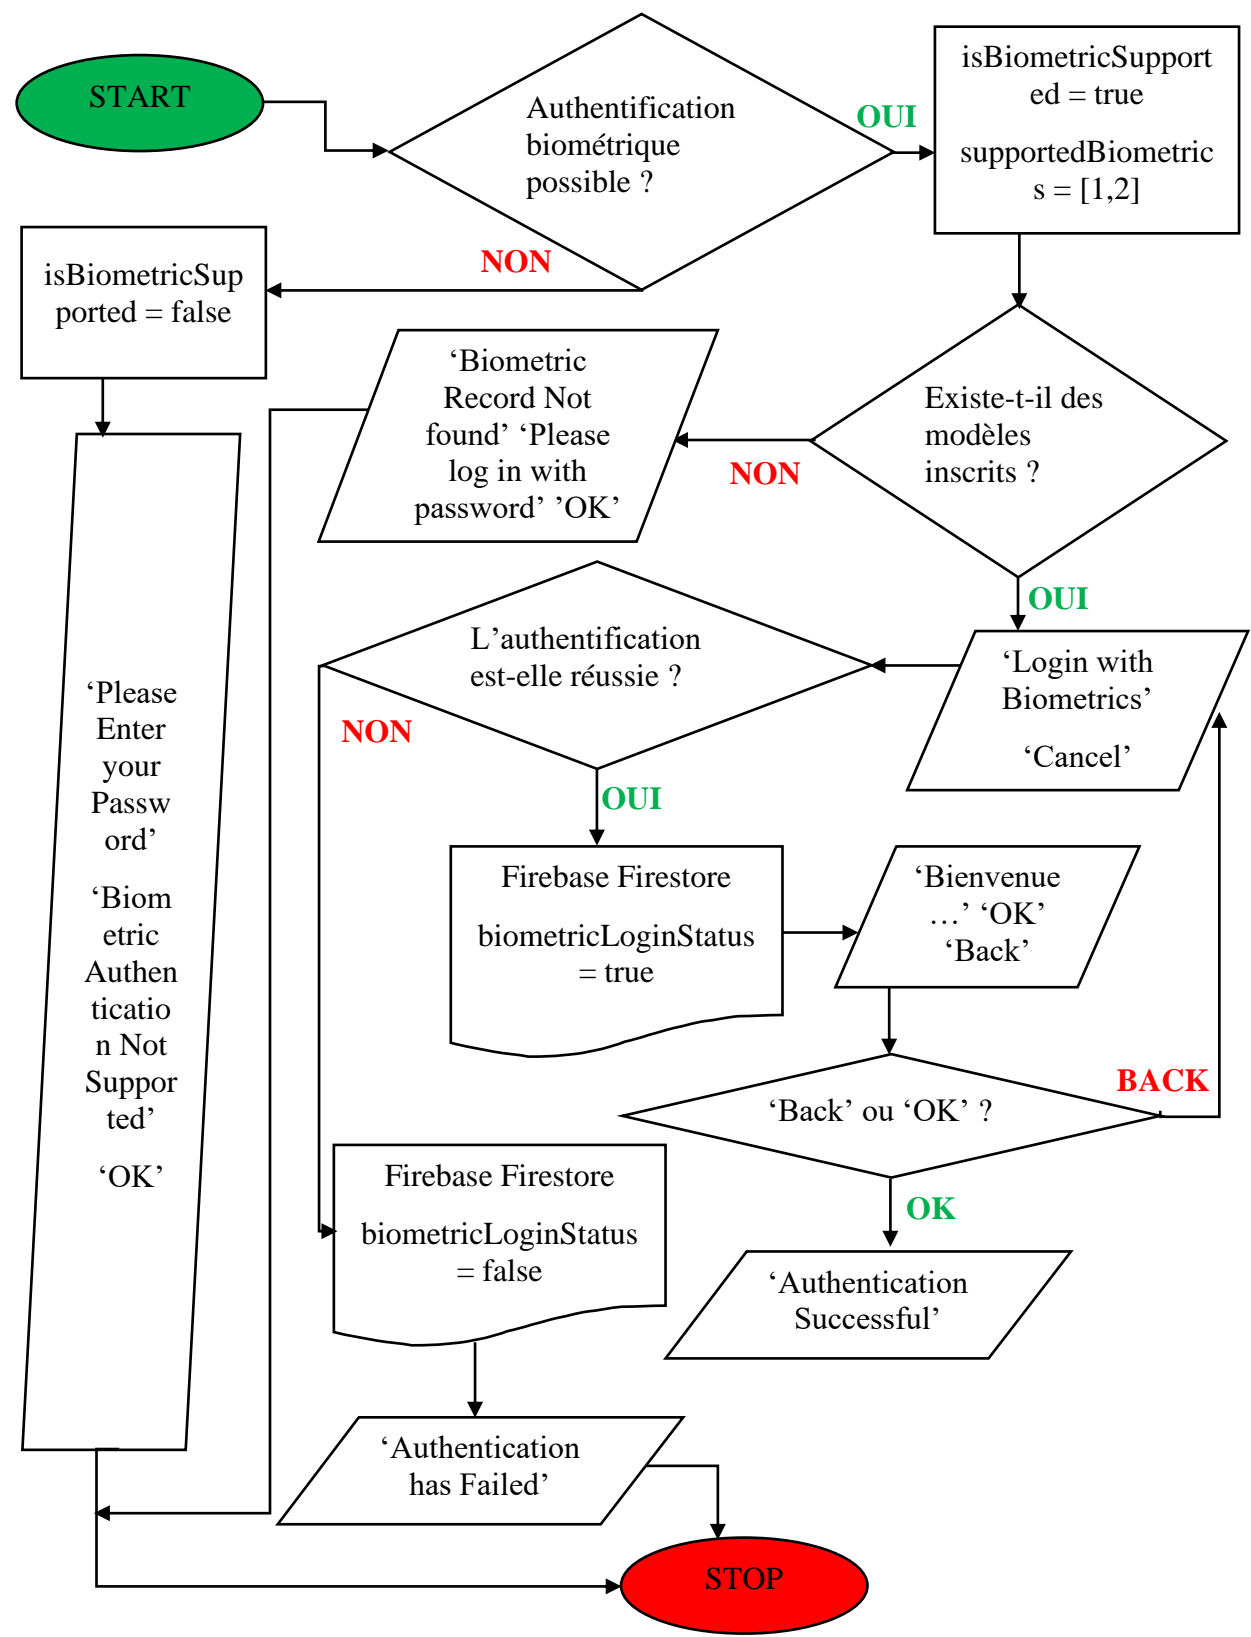 START
Authentification
biométrique
possible ?
OUI
isBiometricSupport
ed = true
supportedBiometric
s = [1,2]
NON
isBiometricSup
ported = false
‘Biometric
Record Not
found’ ‘Please
log in with
password’ ’OK’
NON
Existe-t-il des
modèles
inscrits ?
OUI
‘Login with
Biometrics’
‘Cancel’
L’authentification
est-elle réussie ?
NON
OUI
‘Please
Enter
your
Passw
ord’
‘Biom
etric
Authen
ticatio
n Not
Suppor
ted’
‘OK’
Firebase Firestore
biometricLoginStatus
= true
‘Bienvenue
…’ ‘OK’
‘Back’
BACK
‘Back’ ou ‘OK’ ?
OK
Firebase Firestore
biometricLoginStatus
= false
‘Authentication
Successful’
‘Authentication
has Failed’
STOP